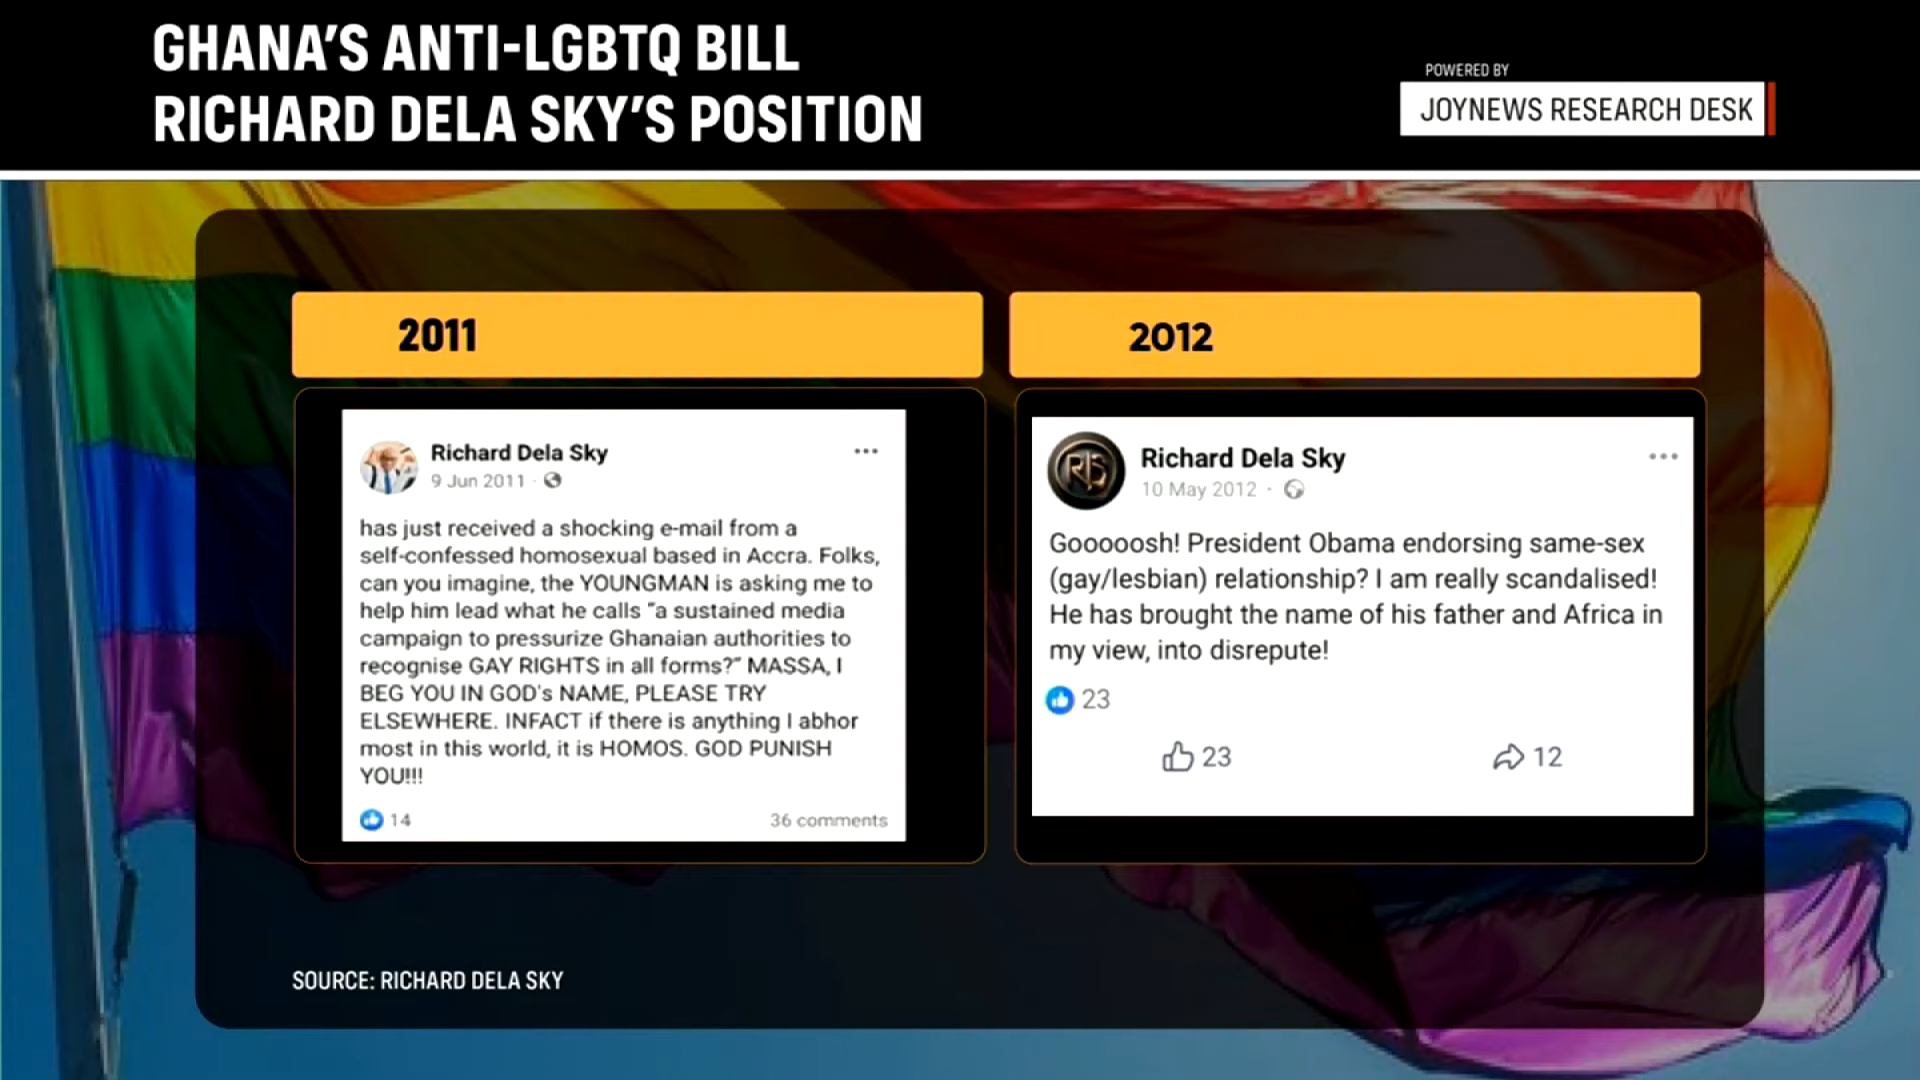 GHANA'S ANTI-LGBTQ BILL
RICHARD DELA SKY'S POSITION
POWERED BY
JOYNEWS RESEARCH DESK
2011
Richard Dela Sky
9 Jun 2011 ·
has just received a shocking e-mail from a
self-confessed homosexual based in Accra. Folks,
can you imagine, the YOUNGMAN is asking me to
help him lead what he calls "a sustained media
campaign to pressurize Ghanaian authorities to
recognise GAY RIGHTS in all forms?" MASSA, I
BEG YOU IN GOD's NAME, PLEASE TRY
ELSEWHERE. INFACT if there is anything I abhor
most in this world, it is HOMOS. GOD PUNISH
YOU!!!
14
36 comments
2012
RDS
Richard Dela Sky
10 May 2012 ·
Gooooosh! President Obama endorsing same-sex
(gay/lesbian) relationship? I am really scandalised!
He has brought the name of his father and Africa in
my view, into disrepute!
23
23
12
SOURCE: RICHARD DELA SKY